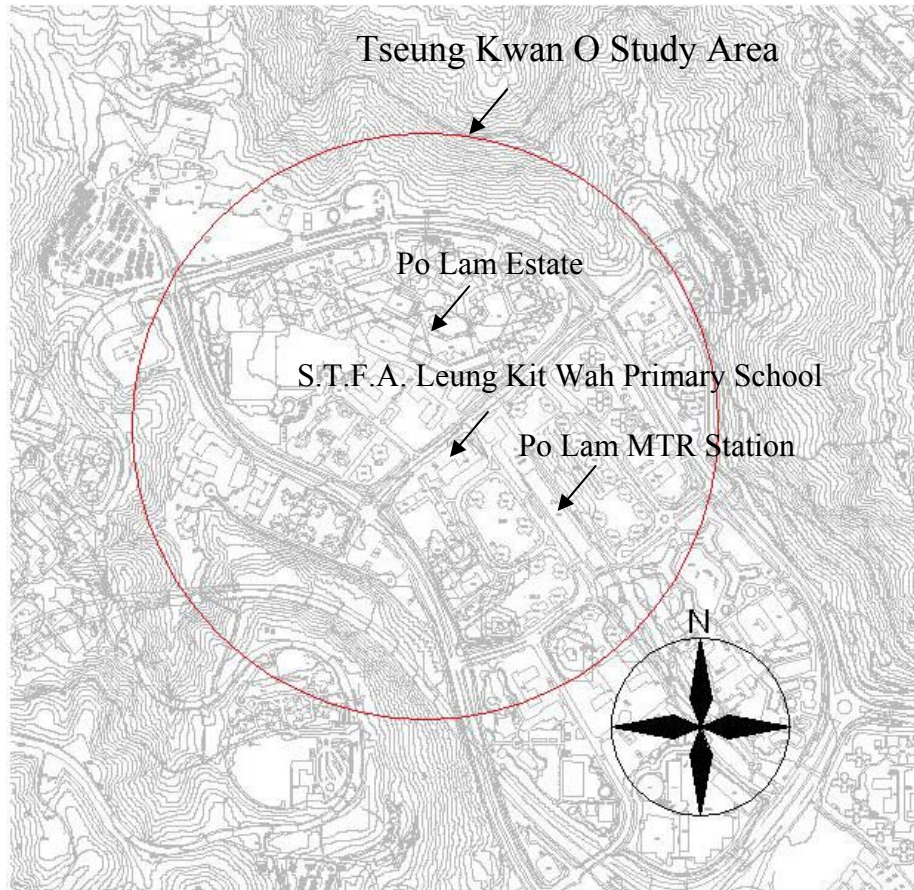 Tseung Kwan O Study Area
Po Lam Estate
S.T.F.A. Leung Kit Wah Primary School
Po Lam MTR Station
N